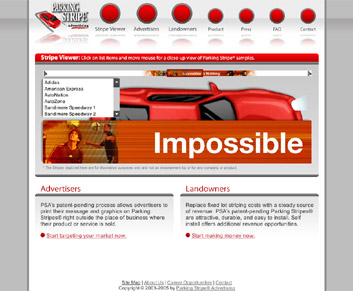 PARKING
STRIPE
Advertising
Stripe Viewer Advertisers Landowners Product Press FAQ Contact
Stripe Viewer: Click on list items and move mouse for a close-up view of Parking Stripe® samples.
Adidas
American Express
AutoNation
AutoZone
Bandimere Speedway 1
Bandimere Speedway 2
Impossible
* The Stripes depicted here are for illustration purposes only and not an endorsement by or for any company or product.
Advertisers
PSA's patent-pending process allows advertisers to
print their message and graphics on Parking
Stripes® right outside the place of business where
their product or service is sold.
Start targeting your market now.
Landowners
Replace fixed lot striping costs with a steady source
of revenue. PSA's patent-pending Parking Stripes®
are attractive, durable, and easy to install. Self
install offers additional revenue opportunities.
Start making money now.
Site Map | About Us | Career Opportunities | Contact
Copyright © 2003-2005 by Parking Stripe® Advertising